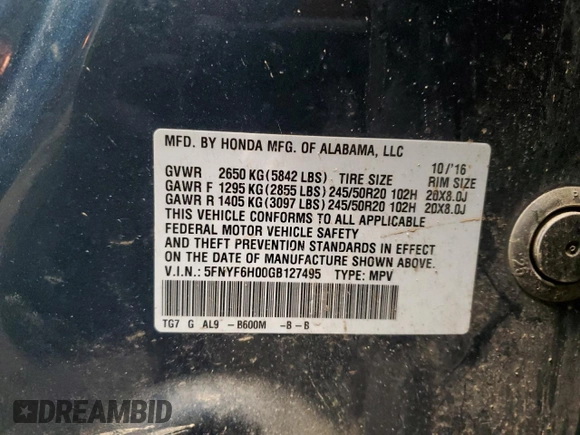 MFD. BY HONDA MFG. OF ALABAMA, LLC
10/'16
GVWR 2650 KG (5842 LBS) TIRE SIZE RIM SIZE
GAWR F 1295 KG (2855 LBS) 245/50R20 102H 20X8.0J
GAWR R 1405 KG (3097 LBS) 245/50R20 102H 20X8.0J
THIS VEHICLE CONFORMS TO ALL APPLICABLE
FEDERAL MOTOR VEHICLE SAFETY
AND THEFT PREVENTION STANDARDS IN EFFECT
ON THE DATE OF MANUFACTURE SHOWN ABOVE.
V.I.N.: 5FNYF6H00GB127495 TYPE: MPV
TG7 G AL9 -B600M -B-B
DREAMBID